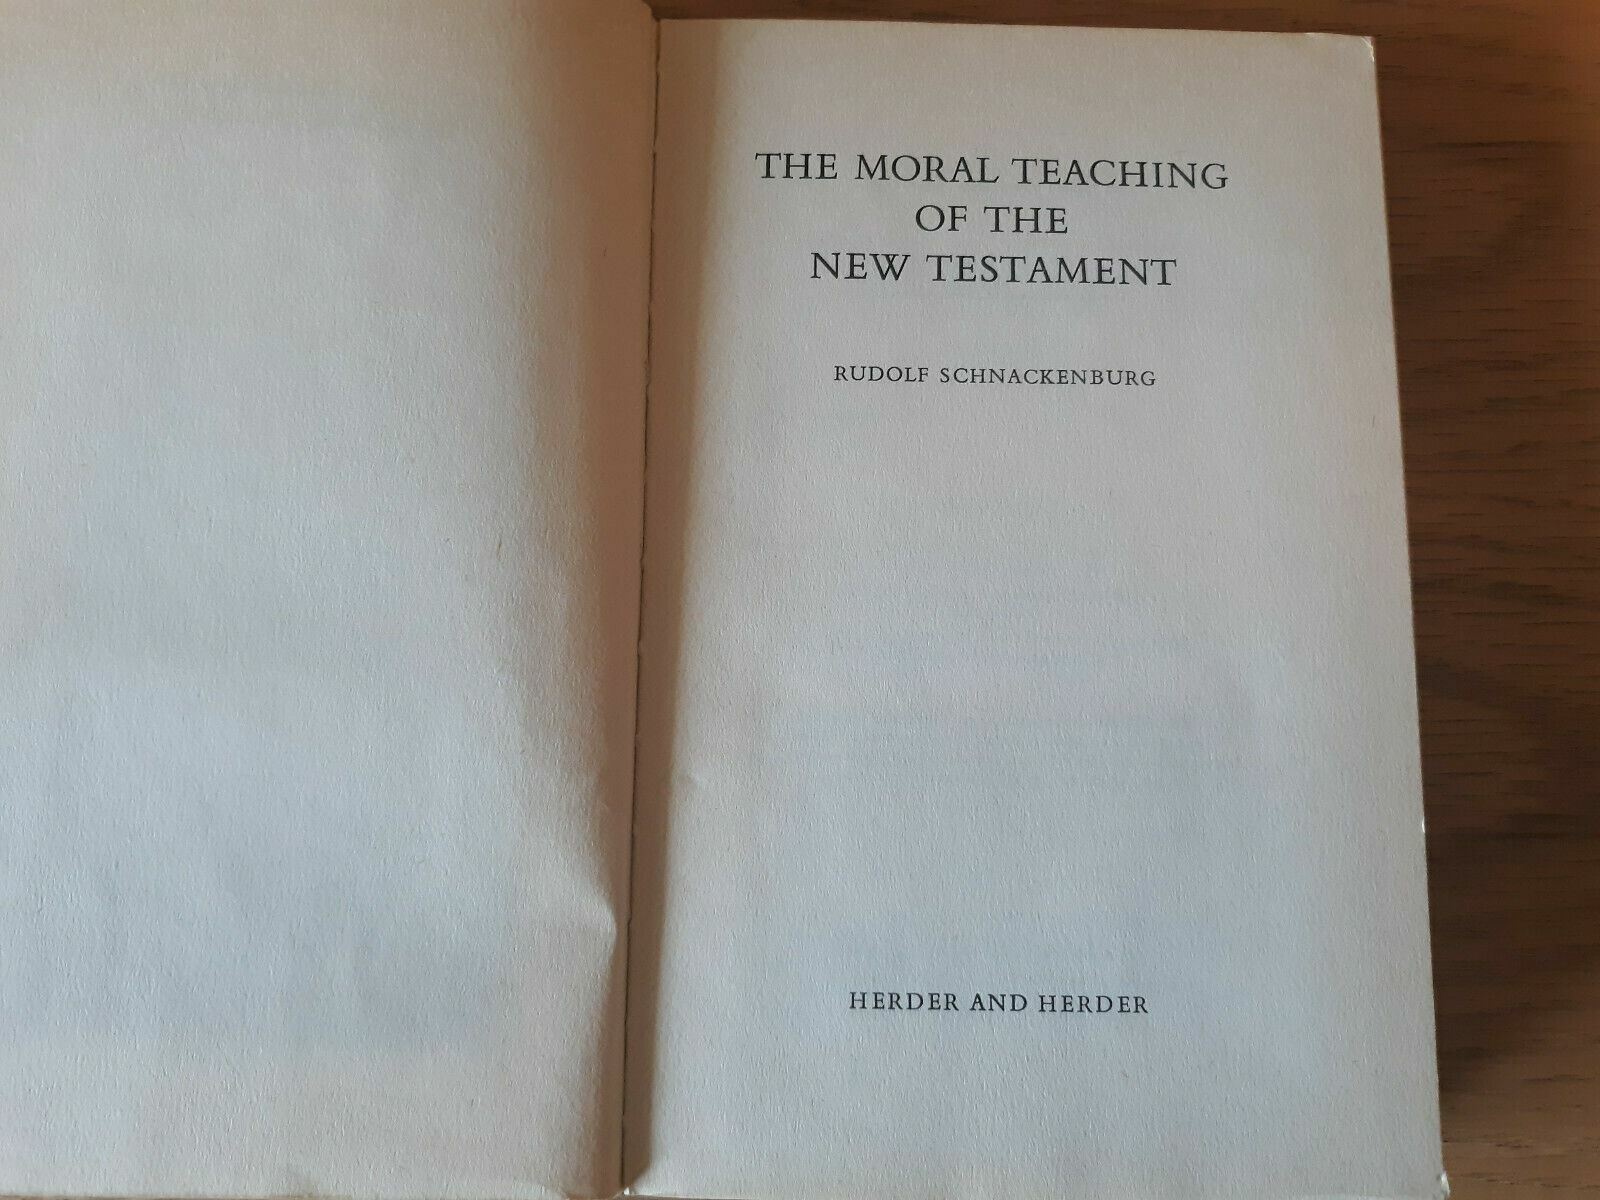 THE MORAL TEACHING
OF THE
NEW TESTAMENT
RUDOLF SCHNACKENBURG
HERDER AND HERDER